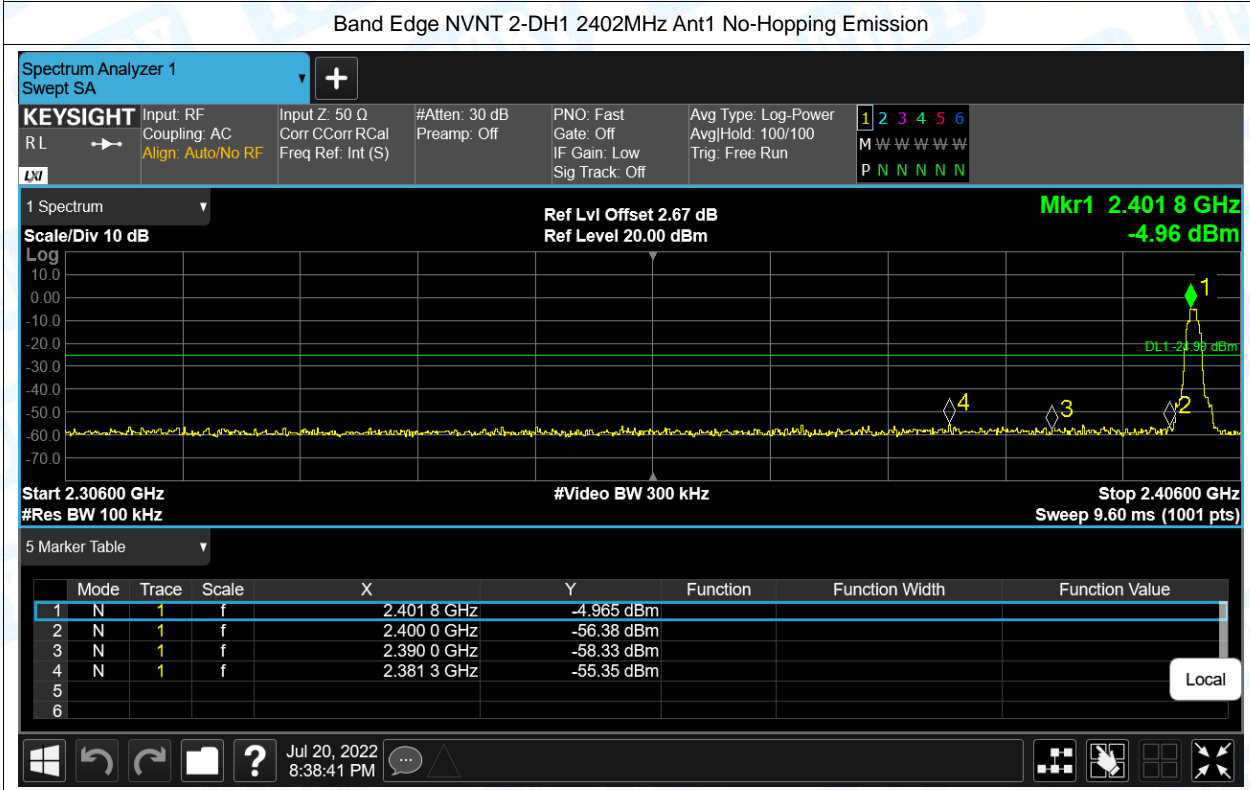 Band Edge NVNT 2-DH1 2402MHz Ant1 No-Hopping Emission
Spectrum Analyzer 1
Swept SA
KEYSIGHT Input: RF Input Z: 50 Ω #Atten: 30 dB PNO: Fast Avg Type: Log-Power 1 2 3 4 5 6
RL Coupling: AC Corr CCorr RCal Preamp: Off Gate: Off Avg|Hold: 100/100 M W W W W W
Align: Auto/No RF Freq Ref: Int (S) IF Gain: Low Trig: Free Run
LXI Sig Track: Off P N N N N N
1 Spectrum Ref Lvl Offset 2.67 dB Mkr1 2.401 8 GHz
Scale/Div 10 dB Ref Level 20.00 dBm -4.96 dBm
Log
10.0
0.00 1
-10.0
-20.0 DL1 -24.99 dBm
-30.0
-40.0
-50.0 4 3 2
-60.0
-70.0
Start 2.30600 GHz #Video BW 300 kHz Stop 2.40600 GHz
#Res BW 100 kHz Sweep 9.60 ms (1001 pts)
5 Marker Table
Mode Trace Scale X Y Function Function Width Function Value
1 N 1 f 2.401 8 GHz -4.965 dBm
2 N 1 f 2.400 0 GHz -56.38 dBm
3 N 1 f 2.390 0 GHz -58.33 dBm
4 N 1 f 2.381 3 GHz -55.35 dBm
5
6
Local
? Jul 20, 2022
8:38:41 PM